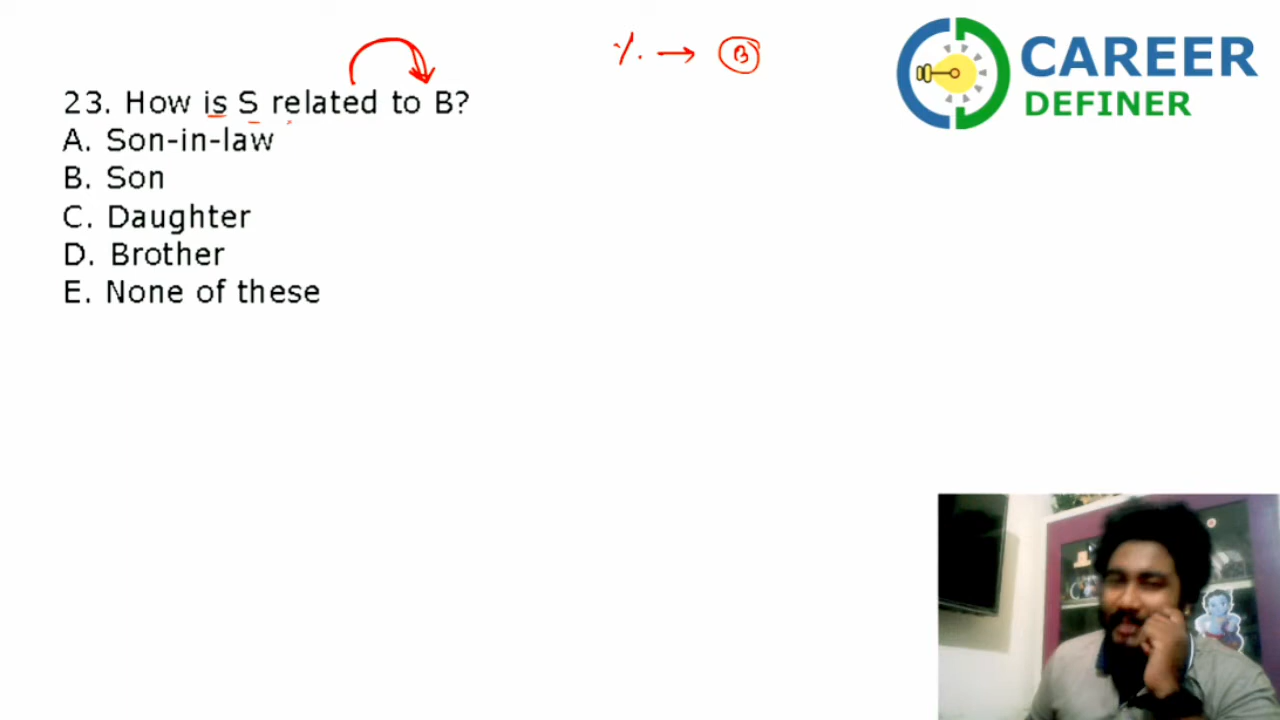 % → B
CAREER
DEFINER
23. How is S related to B?
A. Son-in-law
B. Son
C. Daughter
D. Brother
E. None of these